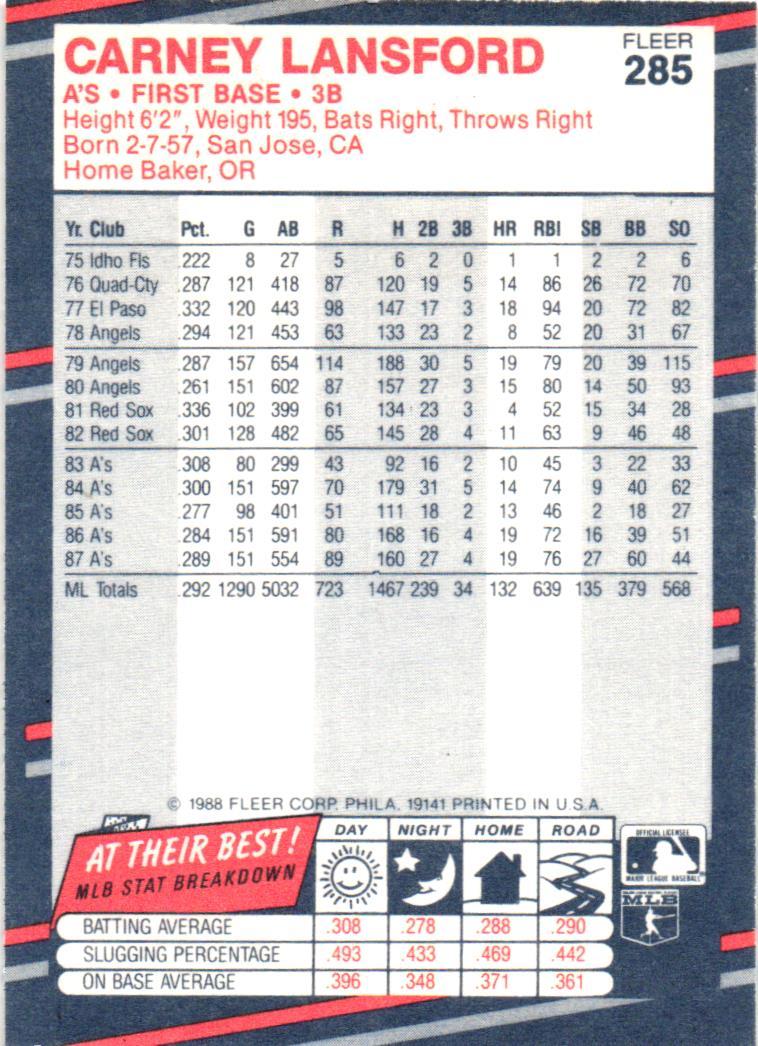 CARNEY LANSFORD
FLEER
285
A'S • FIRST BASE • 3B
Height 6'2", Weight 195, Bats Right, Throws Right
Born 2-7-57, San Jose, CA
Home Baker, OR
Yr. Club Pct. G AB R H 2B 3B HR RBI SB BB SO
75 Idho Fls .222 8 27 5 6 2 0 1 1 2 2 6
76 Quad-Cty .287 121 418 87 120 19 5 14 86 26 72 70
77 El Paso .332 120 443 98 147 17 3 18 94 20 72 82
78 Angels .294 121 453 63 133 23 2 8 52 20 31 67
79 Angels .287 157 654 114 188 30 5 19 79 20 39 115
80 Angels .261 151 602 87 157 27 3 15 80 14 50 93
81 Red Sox .336 102 399 61 134 23 3 4 52 15 34 28
82 Red Sox .301 128 482 65 145 28 4 11 63 9 46 48
83 A's .308 80 299 43 92 16 2 10 45 3 22 33
84 A's .300 151 597 70 179 31 5 14 74 9 40 62
85 A's .277 98 401 51 111 18 2 13 46 2 18 27
86 A's .284 151 591 80 168 16 4 19 72 16 39 51
87 A's .289 151 554 89 160 27 4 19 76 27 60 44
ML Totals .292 1290 5032 723 1467 239 34 132 639 135 379 568
© 1988 FLEER CORP. PHILA. 19141 PRINTED IN U.S.A.
AT THEIR BEST!
MLB STAT BREAKDOWN
DAY NIGHT HOME ROAD
BATTING AVERAGE .308 .278 .288 .290
SLUGGING PERCENTAGE .493 .433 .469 .442
ON BASE AVERAGE .396 .348 .371 .361
OFFICIAL LICENSEE
MAJOR LEAGUE BASEBALL
MLB